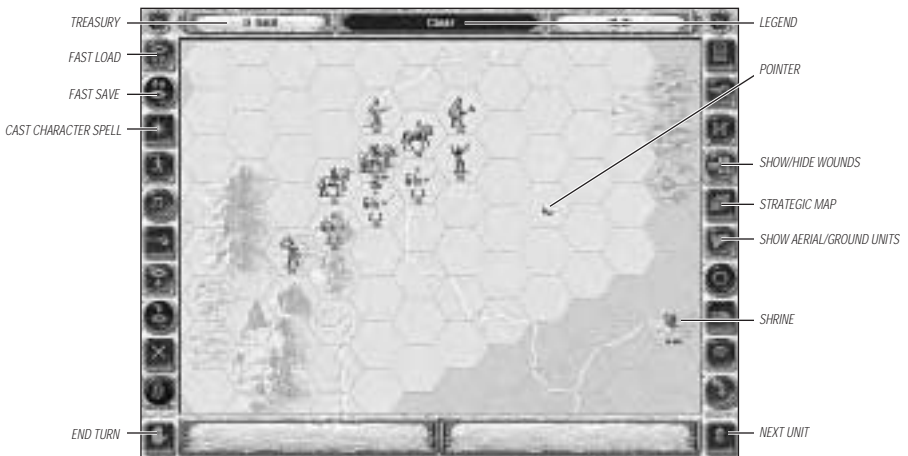 TREASURY
FAST LOAD
FAST SAVE
CAST CHARACTER SPELL
END TURN
LEGEND
POINTER
SHOW/HIDE WOUNDS
STRATEGIC MAP
SHOW AERIAL/GROUND UNITS
SHRINE
NEXT UNIT